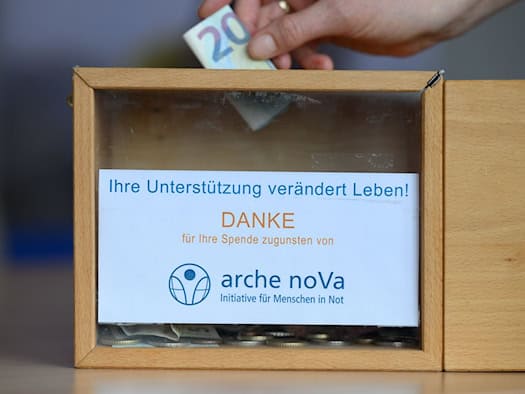 20
Ihre Unterstützung verändert Leben!
DANKE
für Ihre Spende zugunsten von
arche noVa
Initiative für Menschen in Not